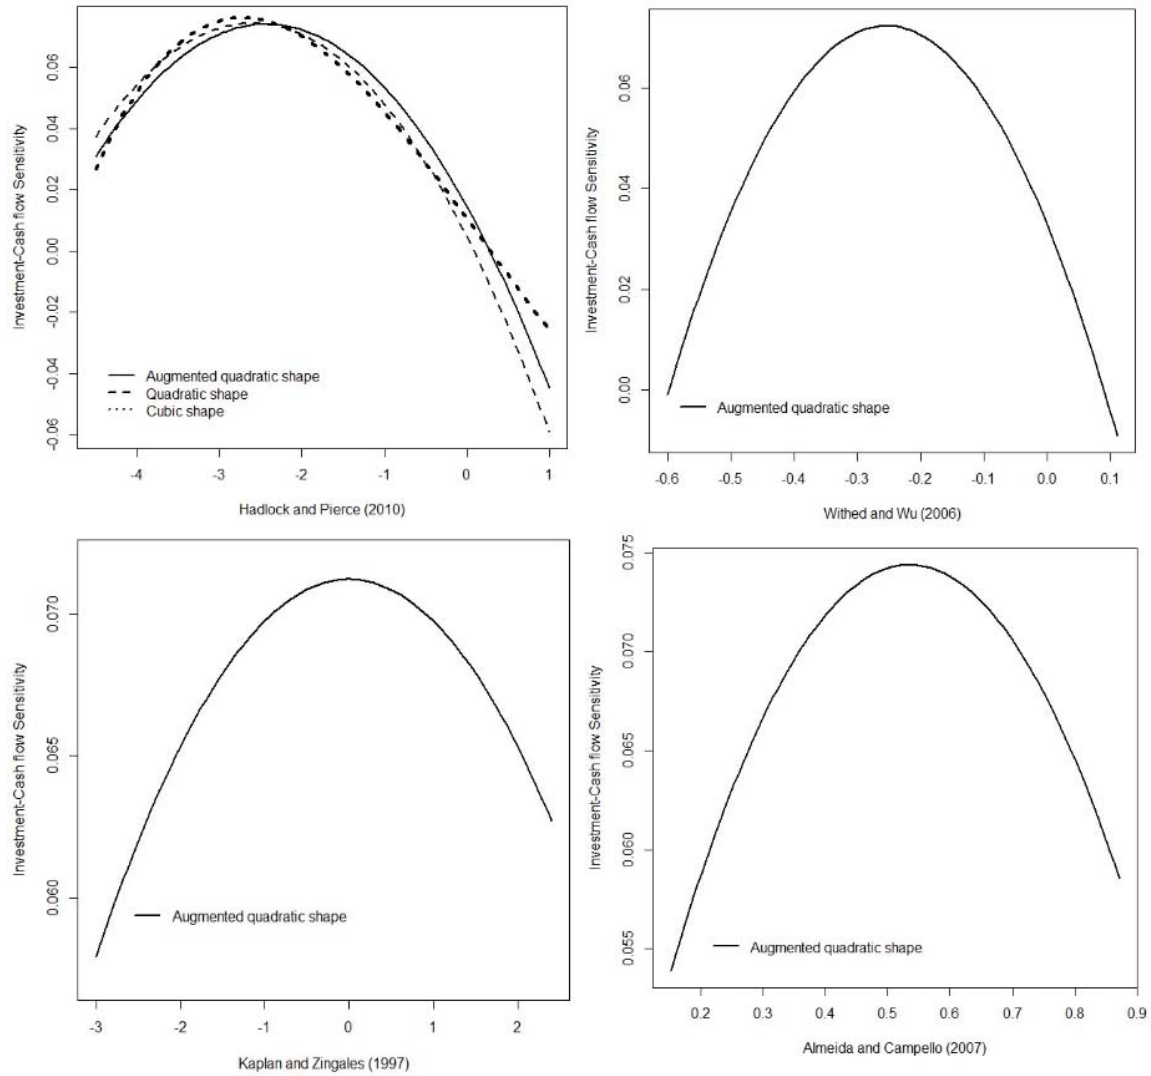 Investment-Cash flow Sensitivity
0.06
0.04
0.02
0.00
-0.02
-0.04
-0.06
Augmented quadratic shape
Quadratic shape
Cubic shape
-4 -3 -2 -1 0 1
Hadlock and Pierce (2010)
Investment-Cash flow Sensitivity
0.06
0.04
0.02
0.00
Augmented quadratic shape
-0.6 -0.5 -0.4 -0.3 -0.2 -0.1 0.0 0.1
Withed and Wu (2006)
Investment-Cash flow Sensitivity
0.070
0.065
0.060
Augmented quadratic shape
-3 -2 -1 0 1 2
Kaplan and Zingales (1997)
Investment-Cash flow Sensitivity
0.075
0.070
0.065
0.060
0.055
Augmented quadratic shape
0.2 0.3 0.4 0.5 0.6 0.7 0.8 0.9
Almeida and Campello (2007)